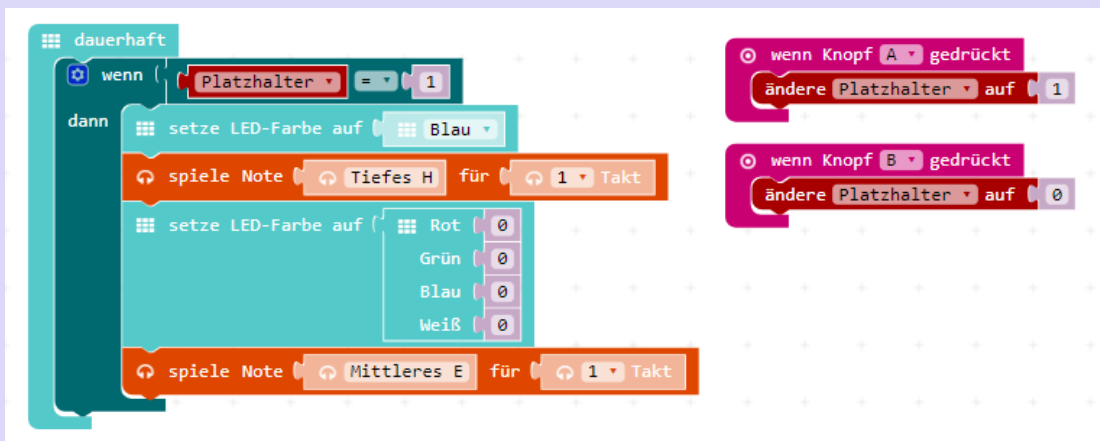 dauerhaft
wenn Platzhalter = 1
dann
setze LED-Farbe auf Blau
spiele Note Tiefes H für 1 Takt
setze LED-Farbe auf Rot 0
Grün 0
Blau 0
Weiß 0
spiele Note Mittleres E für 1 Takt
wenn Knopf A gedrückt
ändere Platzhalter auf 1
wenn Knopf B gedrückt
ändere Platzhalter auf 0